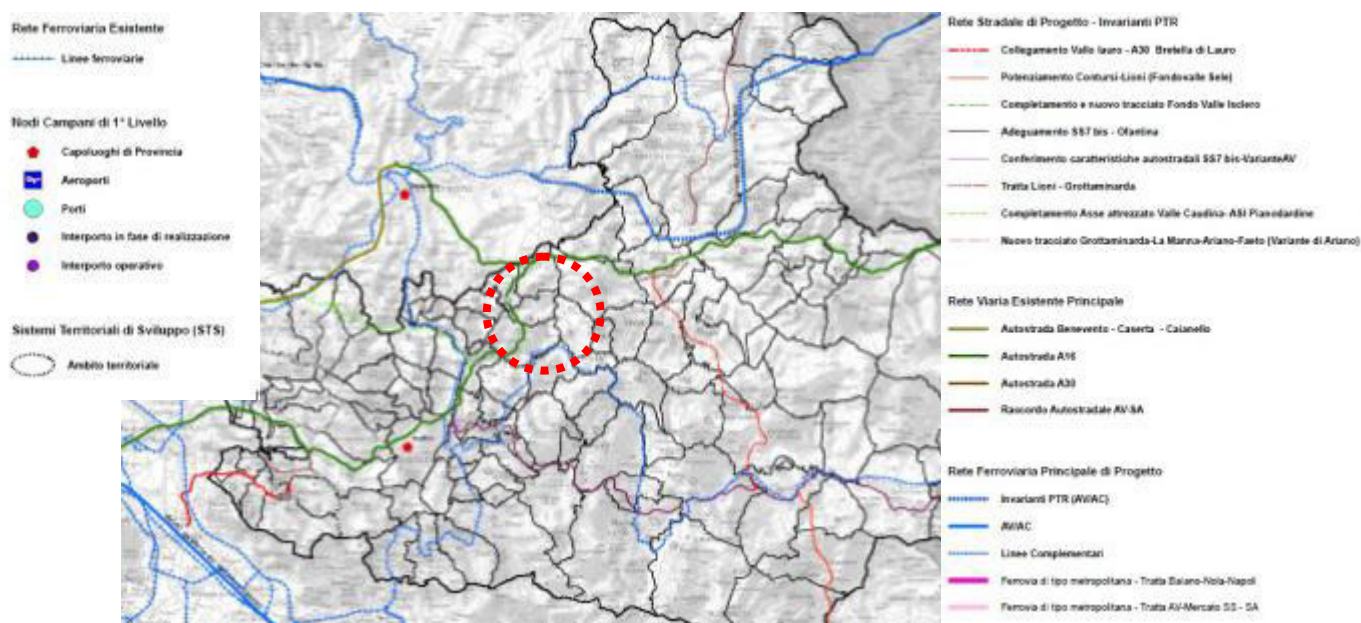 Rete Ferroviaria Esistente
Linee ferroviarie
Nodi Campani di 1° Livello
Capoluoghi di Provincia
Aeroporti
Porti
Interporto in fase di realizzazione
Interporto operativo
Sistemi Territoriali di Sviluppo (STS)
Ambito territoriale
Rete Stradale di Progetto - Invarianti PTR
Collegamento Vallo lauro - A30 Bretella di Lauro
Potenziamento Contursi-Lioni (Fondovalle Sele)
Completamento e nuovo tracciato Fondo Valle Isclero
Adeguamento SS7 bis - Ofantina
Conferimento caratteristiche autostradali SS7 bis-VarianteAV
Tratta Lioni - Grottaminarda
Completamento Asse attrezzato Valle Caudina- ASI Pianodardine
Nuovo tracciato Grottaminarda-La Manna-Ariano-Faeto (Variante di Ariano)
Rete Viaria Esistente Principale
Autostrada Benevento - Caserta - Caianello
Autostrada A16
Autostrada A30
Raccordo Autostradale AV-SA
Rete Ferroviaria Principale di Progetto
Invarianti PTR (AV/AC)
AV/AC
Linee Complementari
Ferrovia di tipo metropolitana - Tratta Baiano-Nola-Napoli
Ferrovia di tipo metropolitana - Tratta AV-Mercato SS - SA